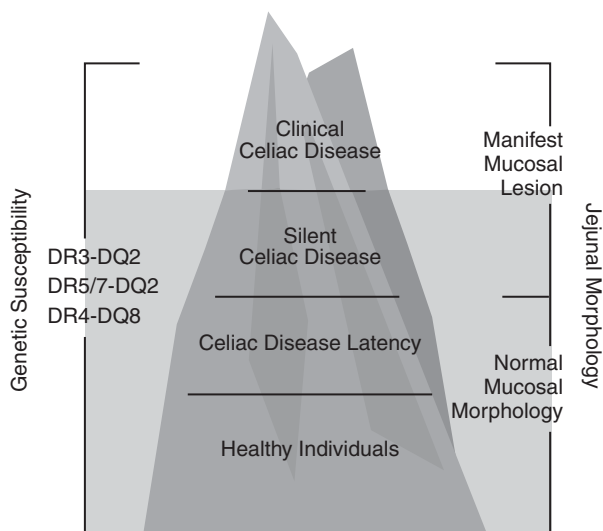 Clinical
Celiac Disease
Manifest
Mucosal
Lesion
Genetic Susceptibility
DR3-DQ2
DR5/7-DQ2
DR4-DQ8
Silent
Celiac Disease
Jejunal Morphology
Celiac Disease Latency
Normal
Mucosal
Morphology
Healthy Individuals